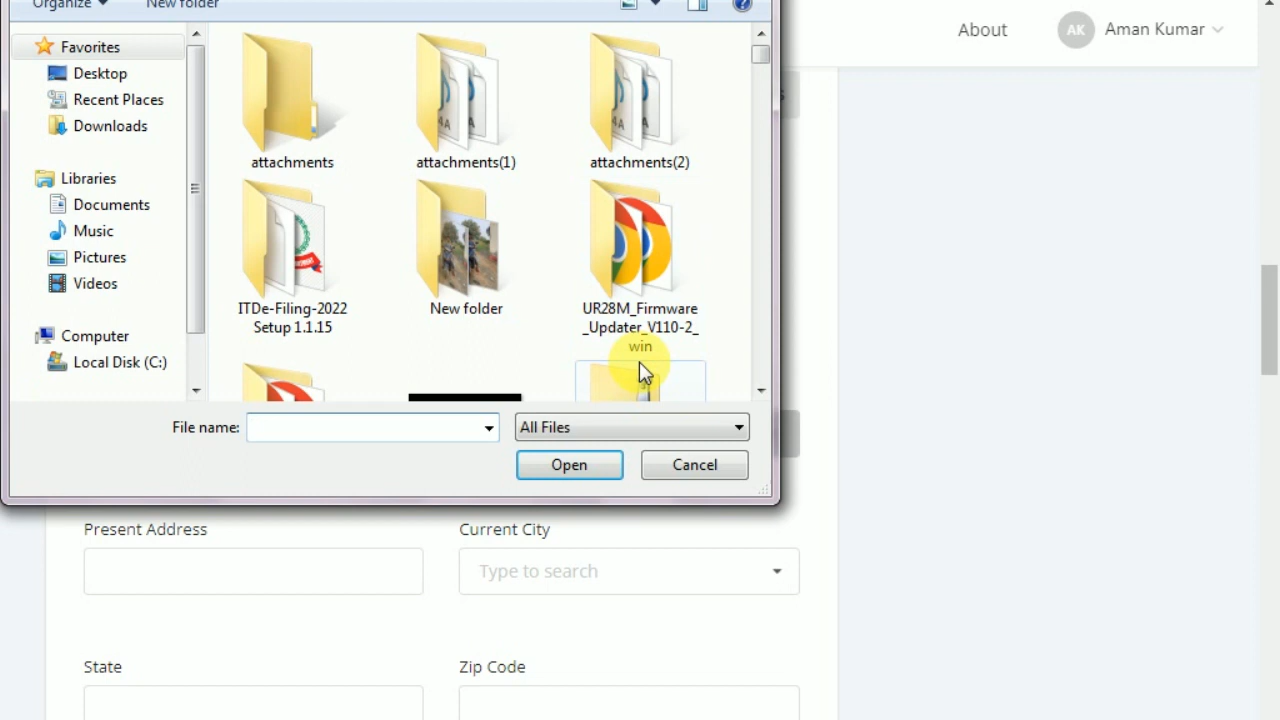 Organize
New folder
About
AK
Aman Kumar
Favorites
Desktop
Recent Places
Downloads
Libraries
Documents
Music
Pictures
Videos
Computer
Local Disk (C:)
attachments
attachments(1)
attachments(2)
ITDe-Filing-2022
Setup 1.1.15
New folder
UR28M_Firmware
_Updater_V110-2_
win
File name:
All Files
Open
Cancel
Present Address
Current City
Type to search
State
Zip Code